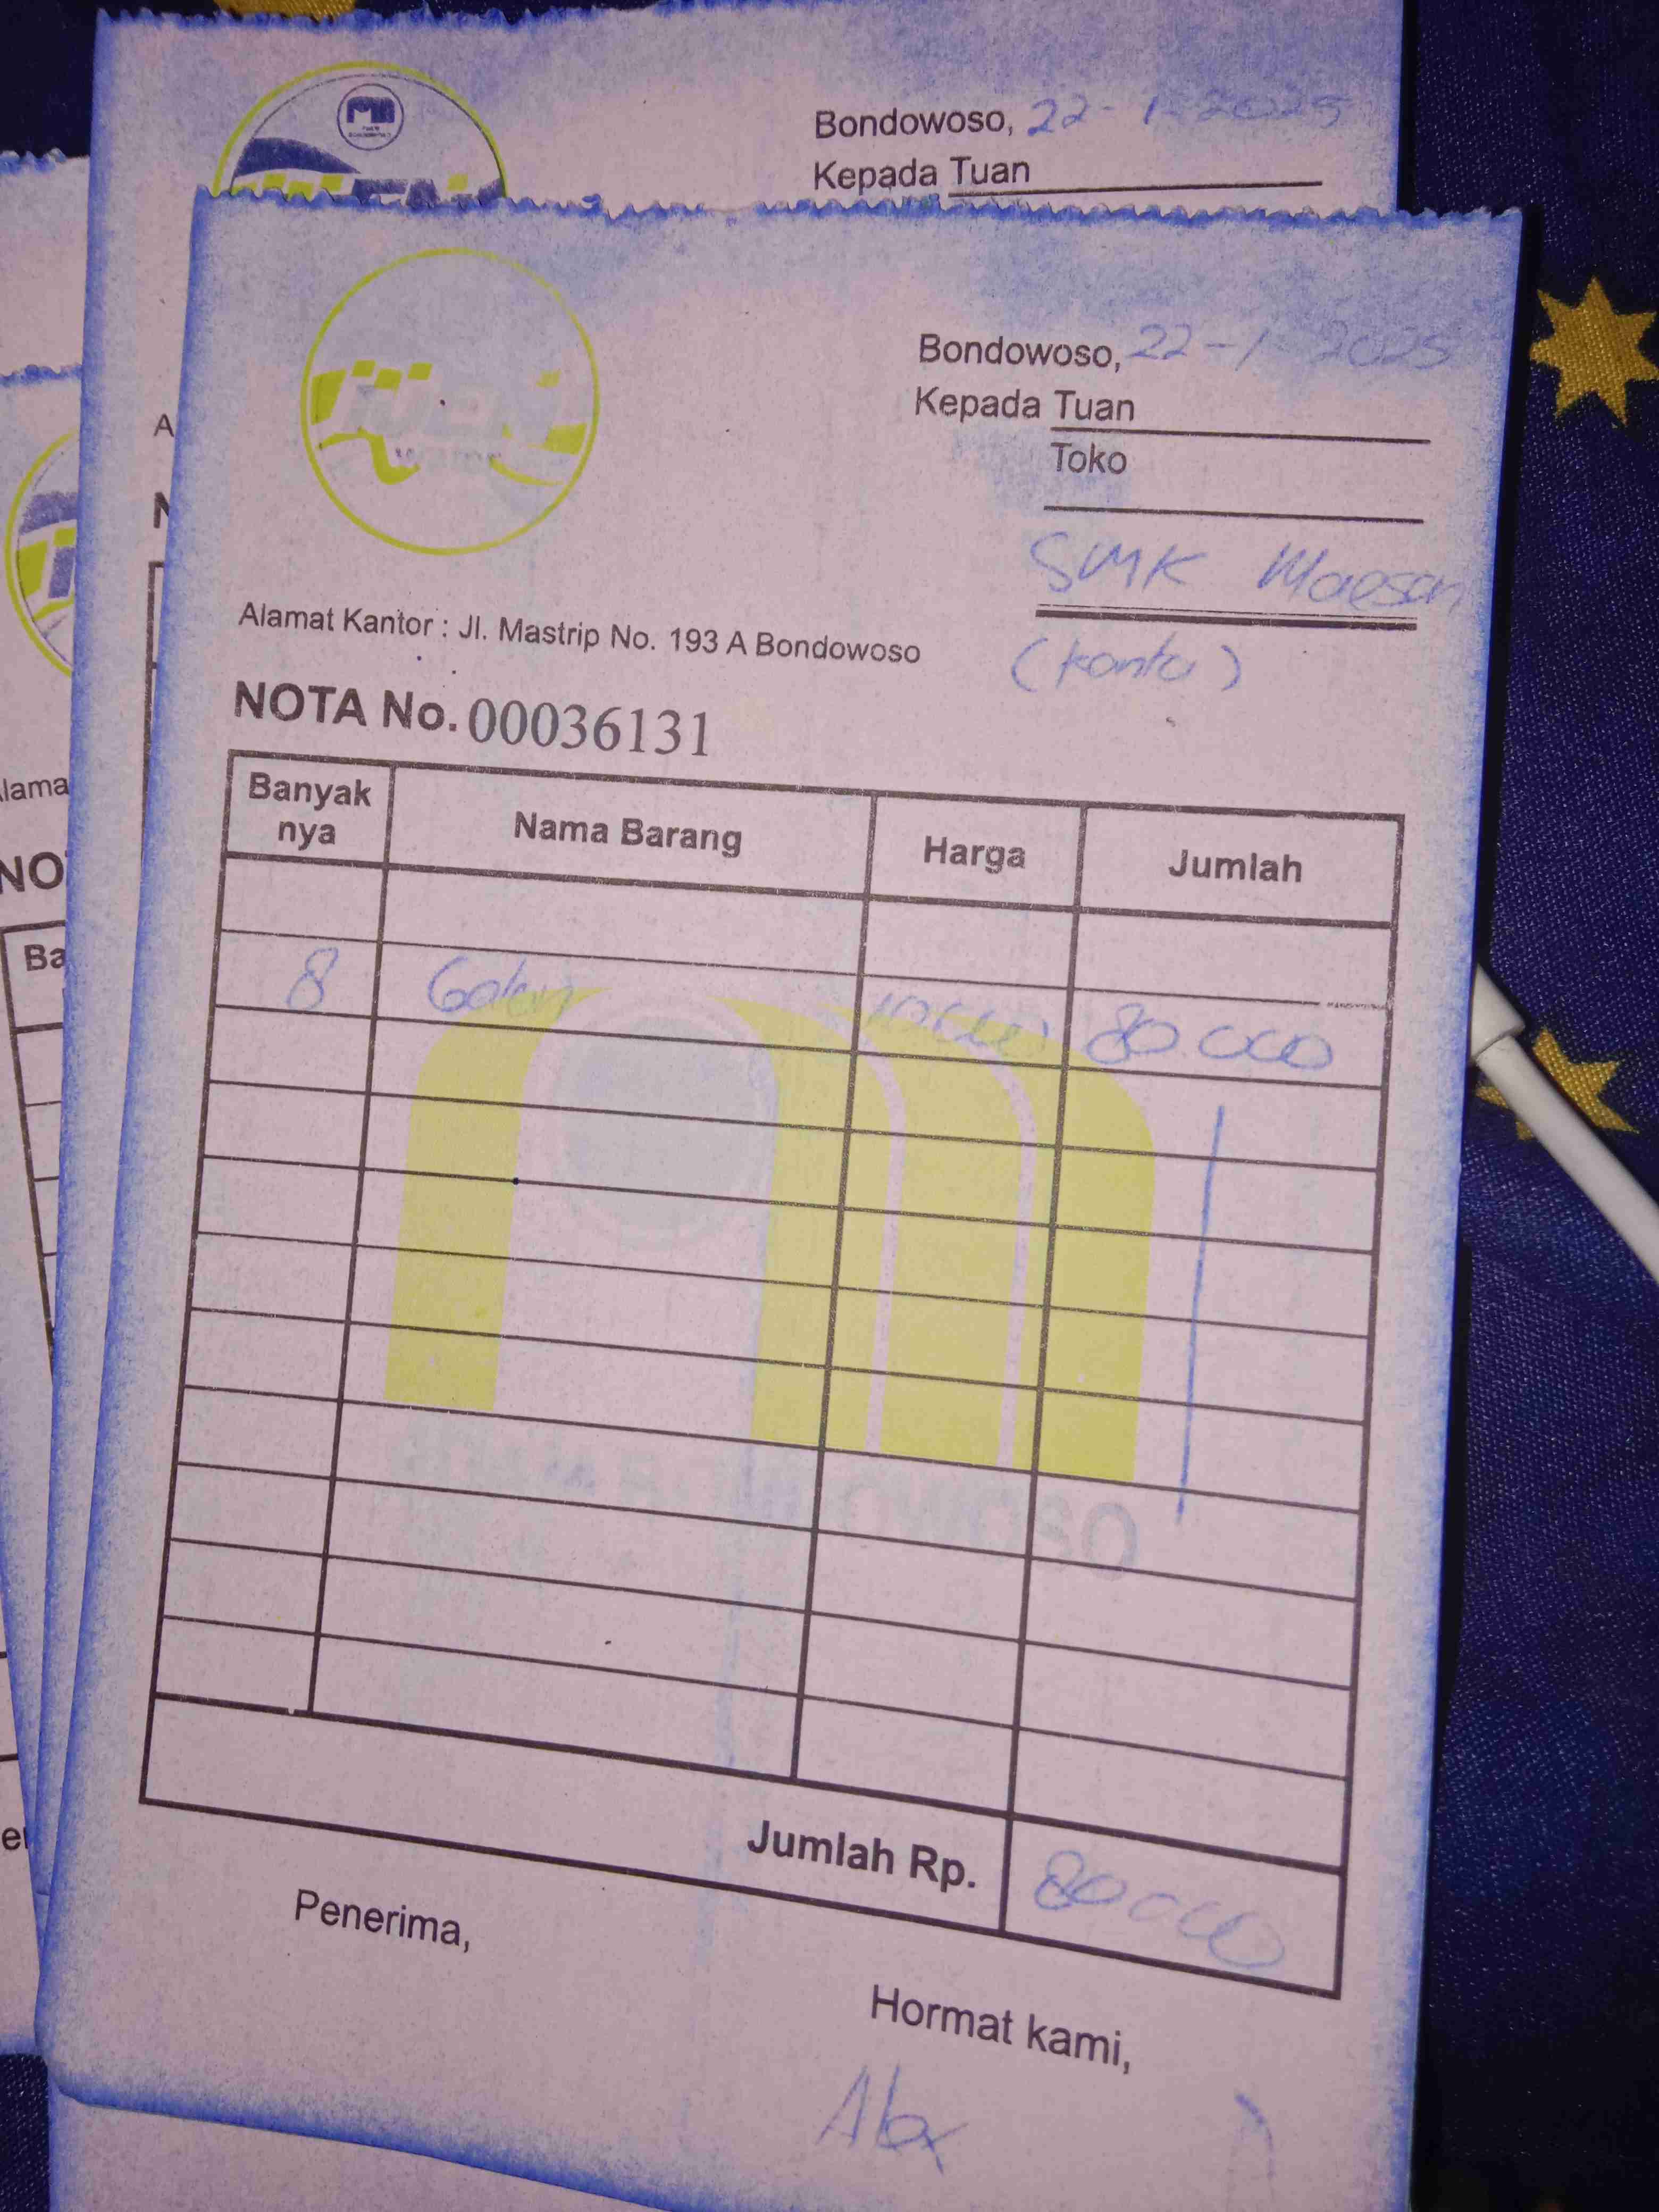 Bondowoso, 22-1-2025
Kepada Tuan
Bondowoso, 22-1-2025
Kepada Tuan
Toko
SMK Maesan
(Kantor)
Alamat Kantor : Jl. Mastrip No. 193 A Bondowoso
NOTA No. 00036131
Banyak nya Nama Barang Harga Jumlah
8 Galon 10 000 80 000
Jumlah Rp. 80 000
Penerima,
Hormat kami,